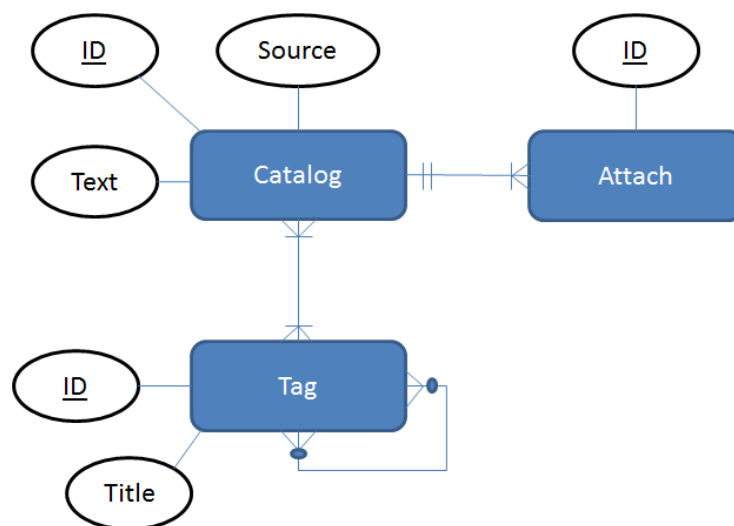 ID
Source
ID
Text
Catalog
Attach
ID
Tag
Title